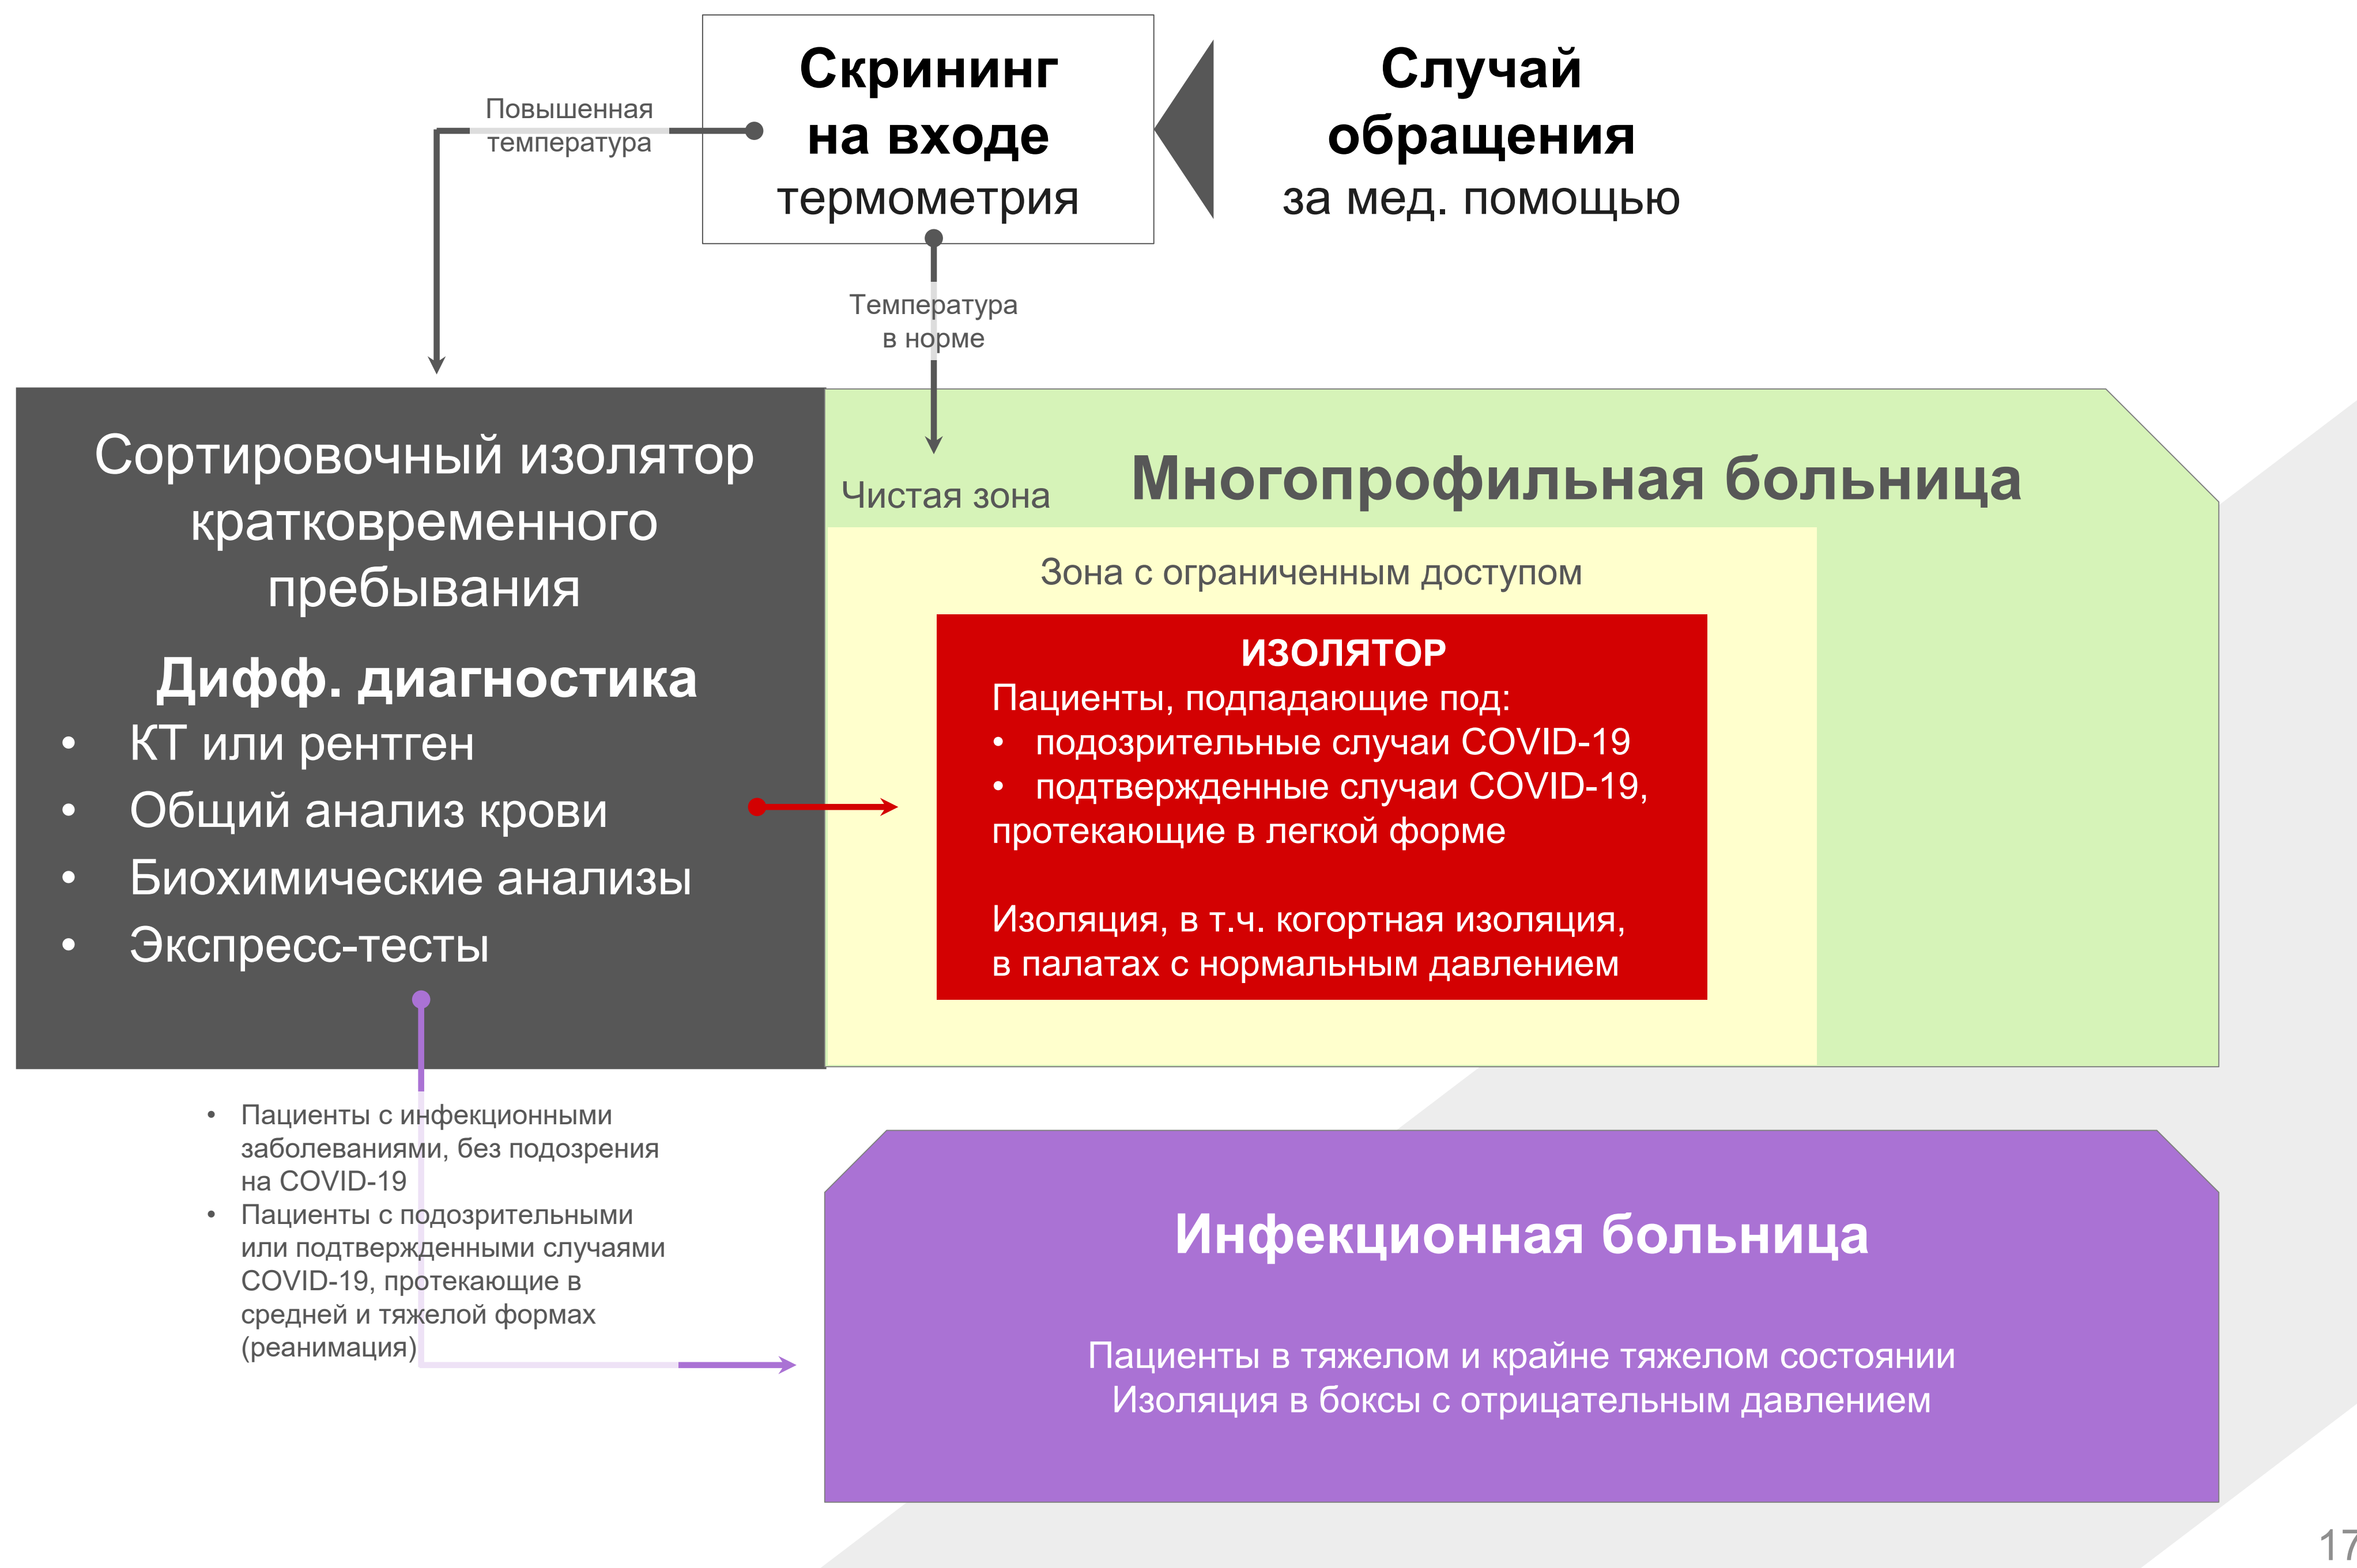 Скрининг
на входе
термометрия
Случай
обращения
за мед. помощью
Повышенная
температура
Температура
в норме
Сортировочный изолятор
кратковременного
пребывания
Дифф. диагностика
• КТ или рентген
• Общий анализ крови
• Биохимические анализы
• Экспресс-тесты
Чистая зона
Многопрофильная больница
Зона с ограниченным доступом
ИЗОЛЯТОР
Пациенты, подпадающие под:
• подозрительные случаи COVID-19
• подтвержденные случаи COVID-19,
протекающие в легкой форме
Изоляция, в т.ч. когортная изоляция,
в палатах с нормальным давлением
• Пациенты с инфекционными
заболеваниями, без подозрения
на COVID-19
• Пациенты с подозрительными
или подтвержденными случаями
COVID-19, протекающие в
средней и тяжелой формах
(реанимация)
Инфекционная больница
Пациенты в тяжелом и крайне тяжелом состоянии
Изоляция в боксы с отрицательным давлением
17